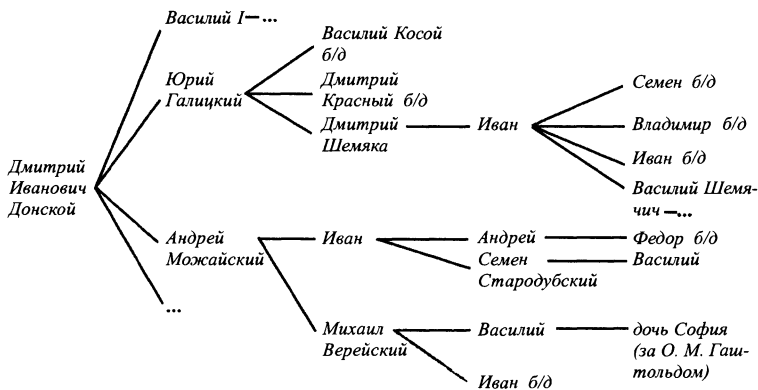 Василий I — ...
Юрий
Галицкий
Василий Косой
б/д
Дмитрий
Красный б/д
Дмитрий
Шемяка
Иван
Семен б/д
Владимир б/д
Иван б/д
Василий Шемя-
чич — ...
Дмитрий
Иванович
Донской
Андрей
Можайский
Иван
Андрей
Федор б/д
Семен
Стародубский
Василий
...
Михаил
Верейский
Василий
дочь София
(за О. М. Гаш-
тольдом)
Иван б/д